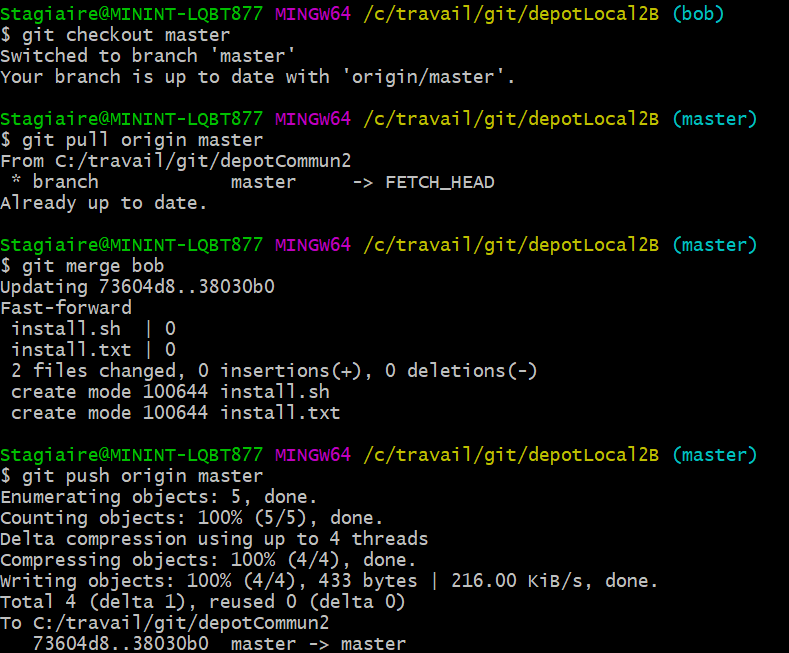 Stagiaire@MININT-LQBT877 MINGW64 /c/travail/git/depotLocal2B (bob)
$ git checkout master
Switched to branch 'master'
Your branch is up to date with 'origin/master'.
Stagiaire@MININT-LQBT877 MINGW64 /c/travail/git/depotLocal2B (master)
$ git pull origin master
From C:/travail/git/depotCommun2
 * branch            master     -> FETCH_HEAD
Already up to date.
Stagiaire@MININT-LQBT877 MINGW64 /c/travail/git/depotLocal2B (master)
$ git merge bob
Updating 73604d8..38030b0
Fast-forward
 install.sh  | 0
 install.txt | 0
 2 files changed, 0 insertions(+), 0 deletions(-)
 create mode 100644 install.sh
 create mode 100644 install.txt
Stagiaire@MININT-LQBT877 MINGW64 /c/travail/git/depotLocal2B (master)
$ git push origin master
Enumerating objects: 5, done.
Counting objects: 100% (5/5), done.
Delta compression using up to 4 threads
Compressing objects: 100% (4/4), done.
Writing objects: 100% (4/4), 433 bytes | 216.00 KiB/s, done.
Total 4 (delta 1), reused 0 (delta 0)
To C:/travail/git/depotCommun2
   73604d8..38030b0  master -> master